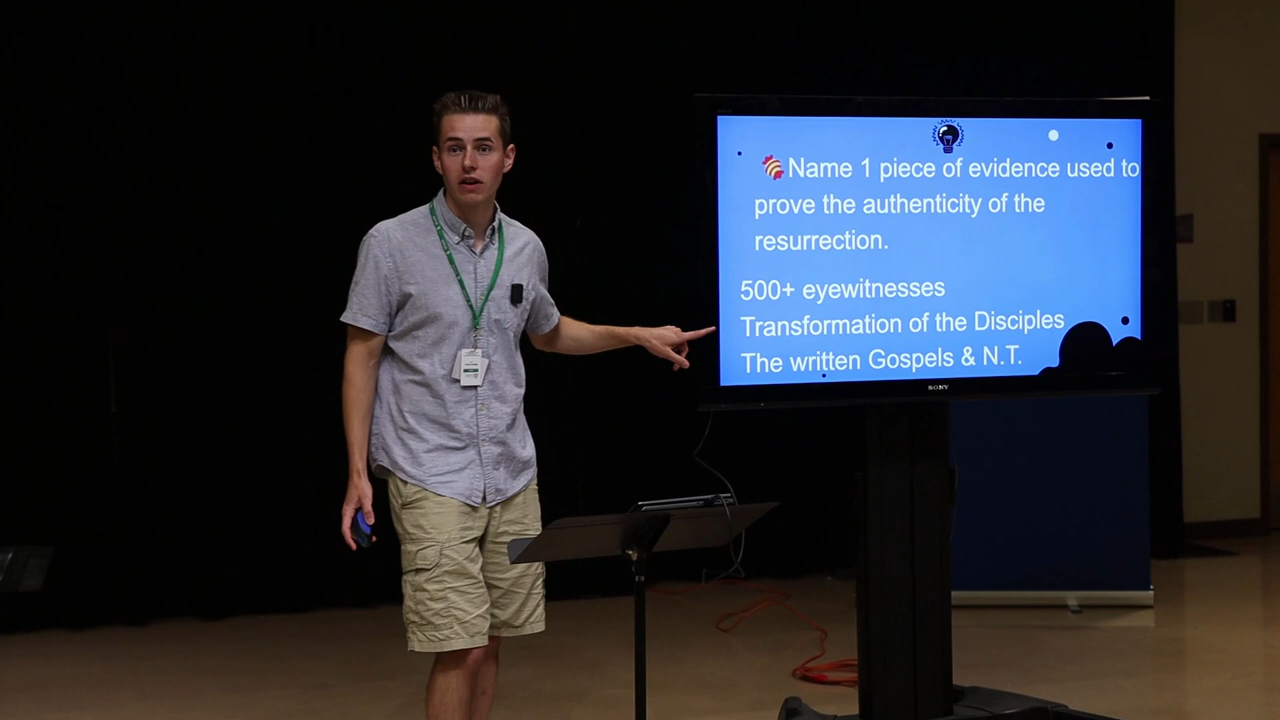 Name 1 piece of evidence used to
prove the authenticity of the
resurrection.
500+ eyewitnesses
Transformation of the Disciples
The written Gospels & N.T.
SONY